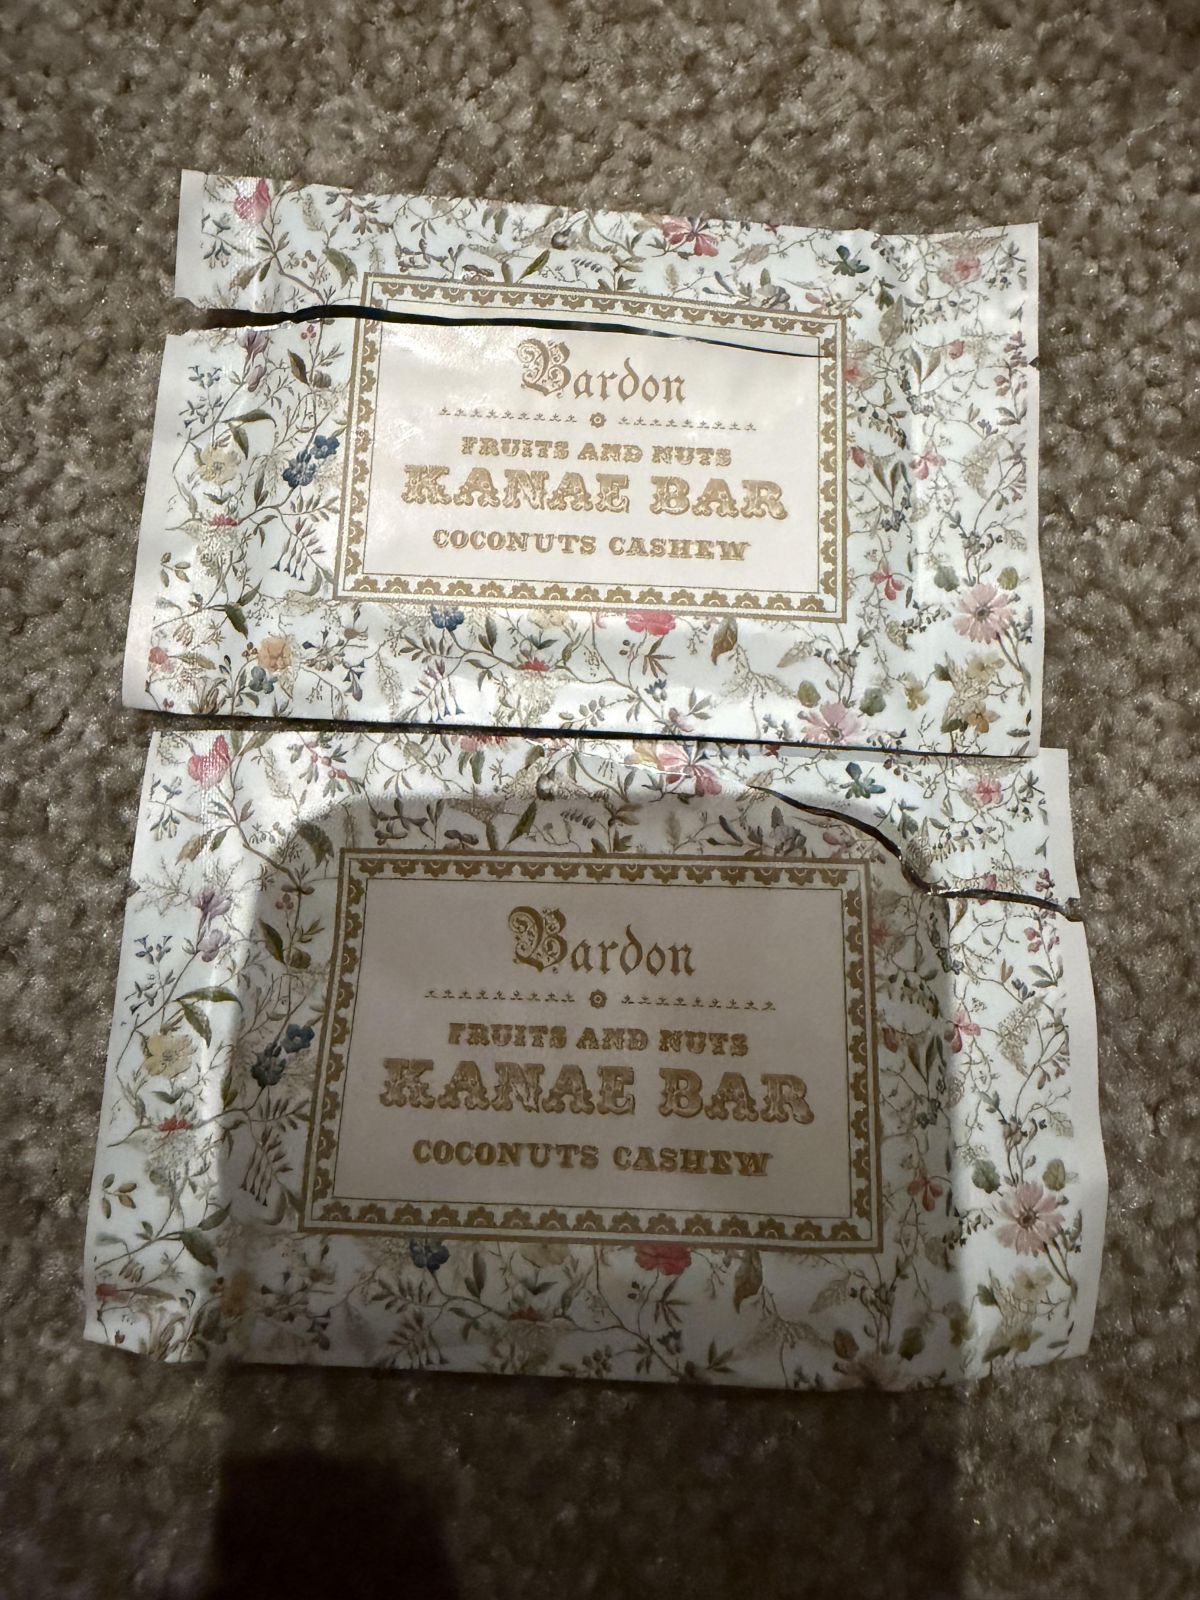 Bardon
FRUITS AND NUTS
KANAE BAR
COCONUTS CASHEW
Bardon
FRUITS AND NUTS
KANAE BAR
COCONUTS CASHEW